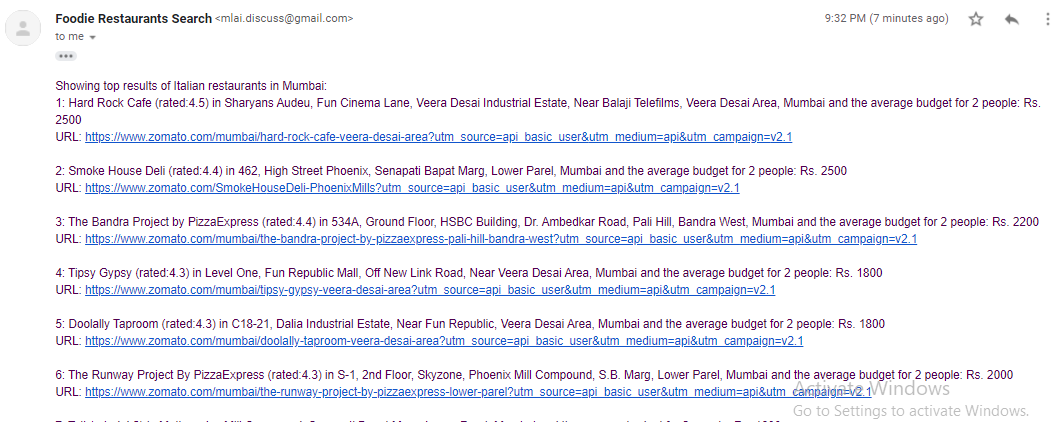 Foodie Restaurants Search <mlai.discuss@gmail.com>
9:32 PM (7 minutes ago)
to me
Showing top results of Italian restaurants in Mumbai:
1: Hard Rock Cafe (rated:4.5) in Sharyans Audeu, Fun Cinema Lane, Veera Desai Industrial Estate, Near Balaji Telefilms, Veera Desai Area, Mumbai and the average budget for 2 people: Rs.
2500
URL: https://www.zomato.com/mumbai/hard-rock-cafe-veera-desai-area?utm_source=api_basic_user&utm_medium=api&utm_campaign=v2.1
2: Smoke House Deli (rated:4.4) in 462, High Street Phoenix, Senapati Bapat Marg, Lower Parel, Mumbai and the average budget for 2 people: Rs. 2500
URL: https://www.zomato.com/SmokeHouseDeli-PhoenixMills?utm_source=api_basic_user&utm_medium=api&utm_campaign=v2.1
3: The Bandra Project by PizzaExpress (rated:4.4) in 534A, Ground Floor, HSBC Building, Dr. Ambedkar Road, Pali Hill, Bandra West, Mumbai and the average budget for 2 people: Rs. 2200
URL: https://www.zomato.com/mumbai/the-bandra-project-by-pizzaexpress-pali-hill-bandra-west?utm_source=api_basic_user&utm_medium=api&utm_campaign=v2.1
4: Tipsy Gypsy (rated:4.3) in Level One, Fun Republic Mall, Off New Link Road, Near Veera Desai Area, Mumbai and the average budget for 2 people: Rs. 1800
URL: https://www.zomato.com/mumbai/tipsy-gypsy-veera-desai-area?utm_source=api_basic_user&utm_medium=api&utm_campaign=v2.1
5: Doolally Taproom (rated:4.3) in C18-21, Dalia Industrial Estate, Near Fun Republic, Veera Desai Area, Mumbai and the average budget for 2 people: Rs. 1800
URL: https://www.zomato.com/mumbai/doolally-taproom-veera-desai-area?utm_source=api_basic_user&utm_medium=api&utm_campaign=v2.1
6: The Runway Project By PizzaExpress (rated:4.3) in S-1, 2nd Floor, Skyzone, Phoenix Mill Compound, S.B. Marg, Lower Parel, Mumbai and the average budget for 2 people: Rs. 2000
URL: https://www.zomato.com/mumbai/the-runway-project-by-pizzaexpress-lower-parel?utm_source=api_basic_user&utm_medium=api&utm_campaign=v2.1
Activate Windows
Go to Settings to activate Windows.